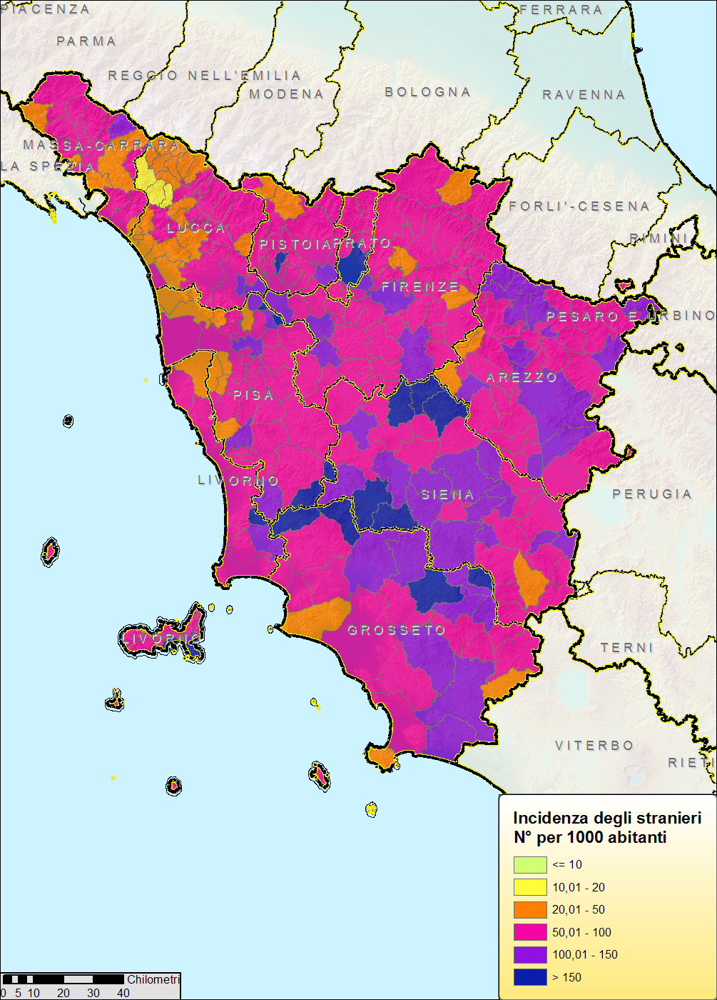 PIACENZA
FERRARA
PARMA
REGGIO NELL'EMILIA
MODENA
BOLOGNA
RAVENNA
MASSA-CARRARA
LA SPEZIA
FORLI'-CESENA
LUCCA
PISTOIA
PRATO
RIMINI
FIRENZE
PESARO E URBINO
AREZZO
PISA
LIVORNO
SIENA
PERUGIA
GROSSETO
LIVORNO
TERNI
VITERBO
RIETI
Incidenza degli stranieri
N° per 1000 abitanti
<= 10
10,01 - 20
20,01 - 50
50,01 - 100
100,01 - 150
> 150
Chilometri
0 5 10 20 30 40